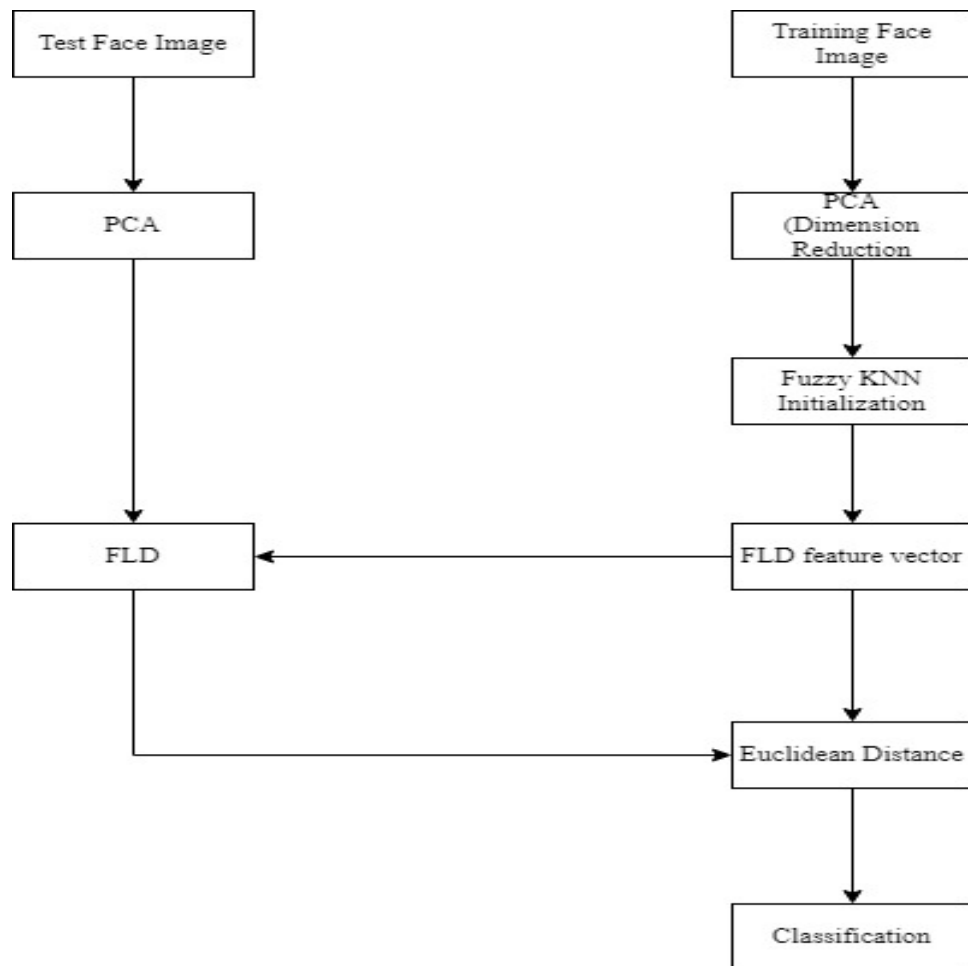 Test Face Image
Training Face
Image
PCA
PCA
(Dimension
Reduction
Fuzzy KNN
Initialization
FLD
FLD feature vector
Euclidean Distance
Classification